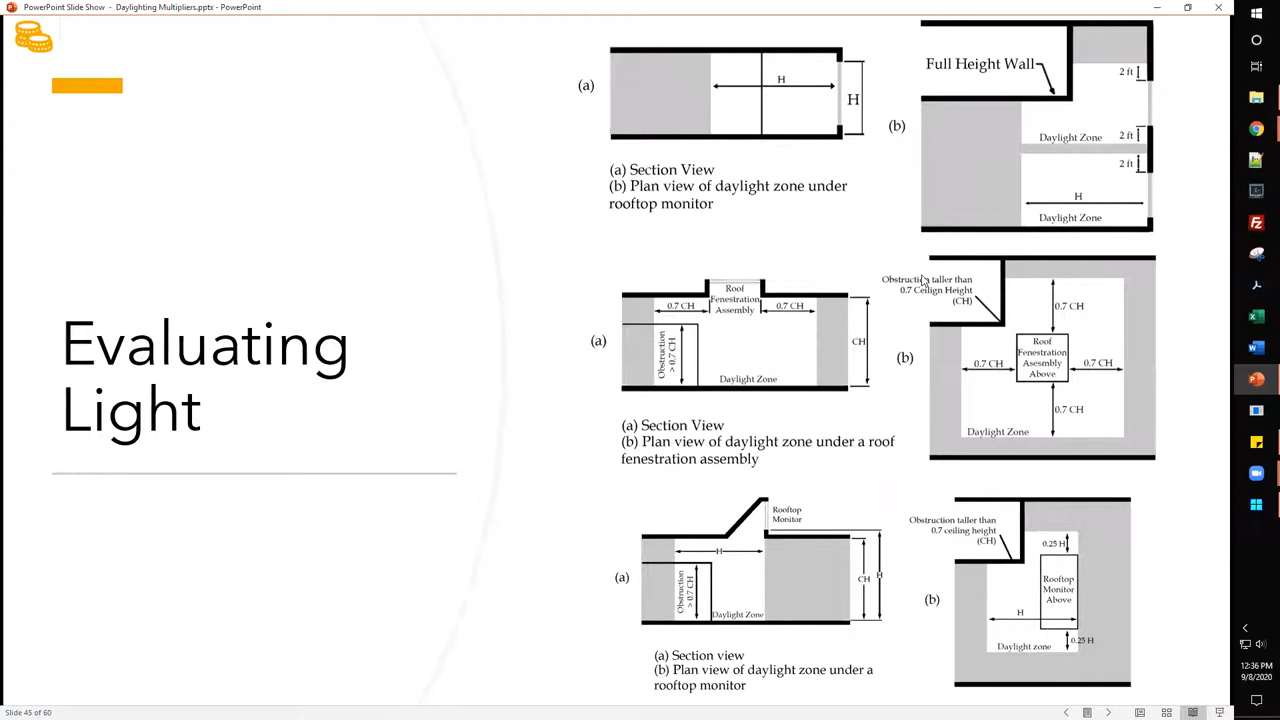 PowerPoint Slide Show - Daylighting Multipliers.pptx - PowerPoint
Evaluating
Light
(a)
H
H
(a) Section View
(b) Plan view of daylight zone under
rooftop monitor
(b)
Full Height Wall
2 ft
2 ft
2 ft
Daylight Zone
H
Daylight Zone
(a)
Roof
Fenestration
Assembly
0.7 CH
0.7 CH
Obstruction
> 0.7 CH
CH
Daylight Zone
(a) Section View
(b) Plan view of daylight zone under a roof
fenestration assembly
(b)
Obstruction taller than
0.7 Ceilign Height
(CH)
0.7 CH
Roof
Fenestration
Asesmbly
Above
0.7 CH
0.7 CH
0.7 CH
Daylight Zone
(a)
Rooftop
Monitor
H
Obstruction
> 0.7 CH
CH
H
Daylight Zone
(a) Section view
(b) Plan view of daylight zone under a
rooftop monitor
(b)
Obstruction taller than
0.7 ceiling height
(CH)
0.25 H
Rooftop
Monitor
Above
H
0.25 H
Daylight zone
Slide 45 of 60
12:36 PM
9/8/2020